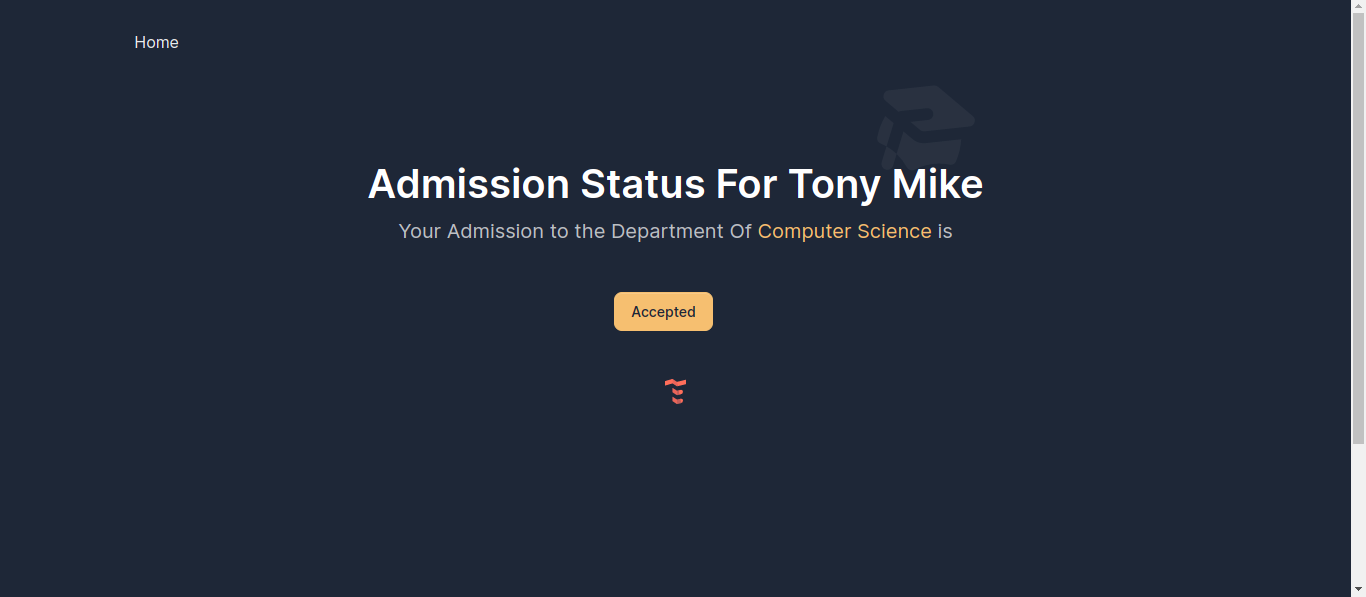 Home
Admission Status For Tony Mike
Your Admission to the Department Of Computer Science is
Accepted